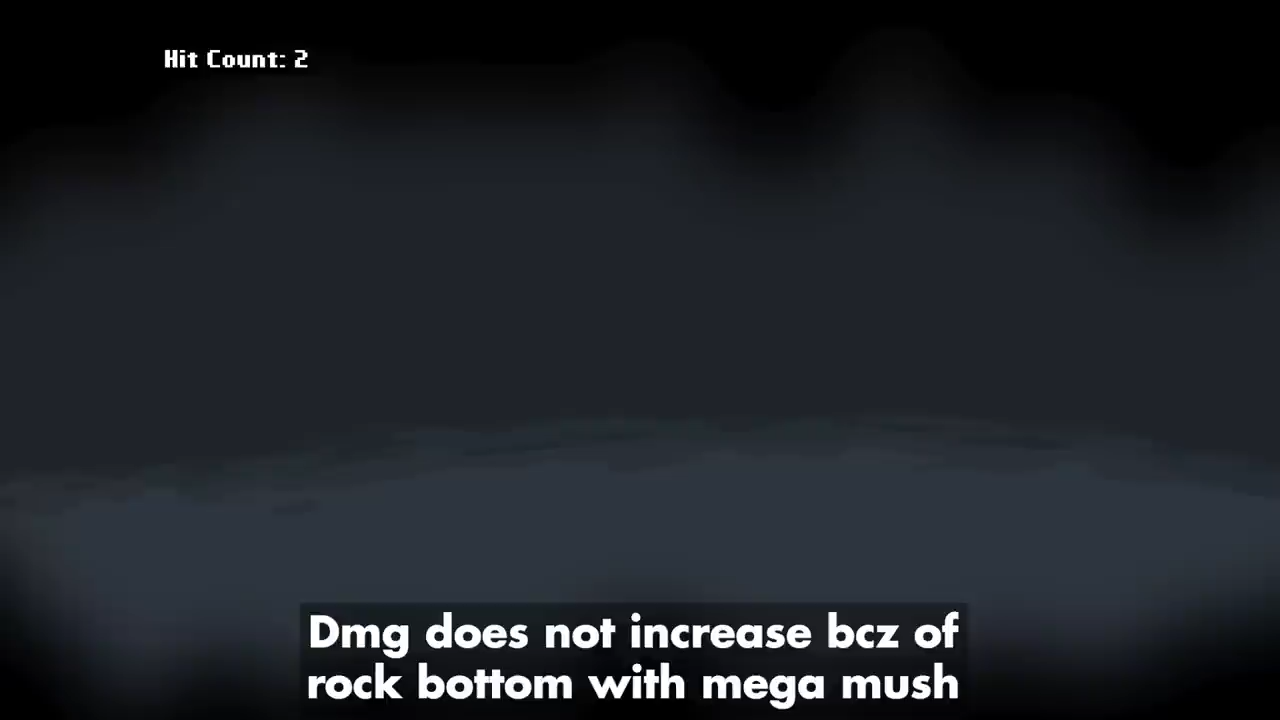 Hit Count: 2
Dmg does not increase bcz of
rock bottom with mega mush